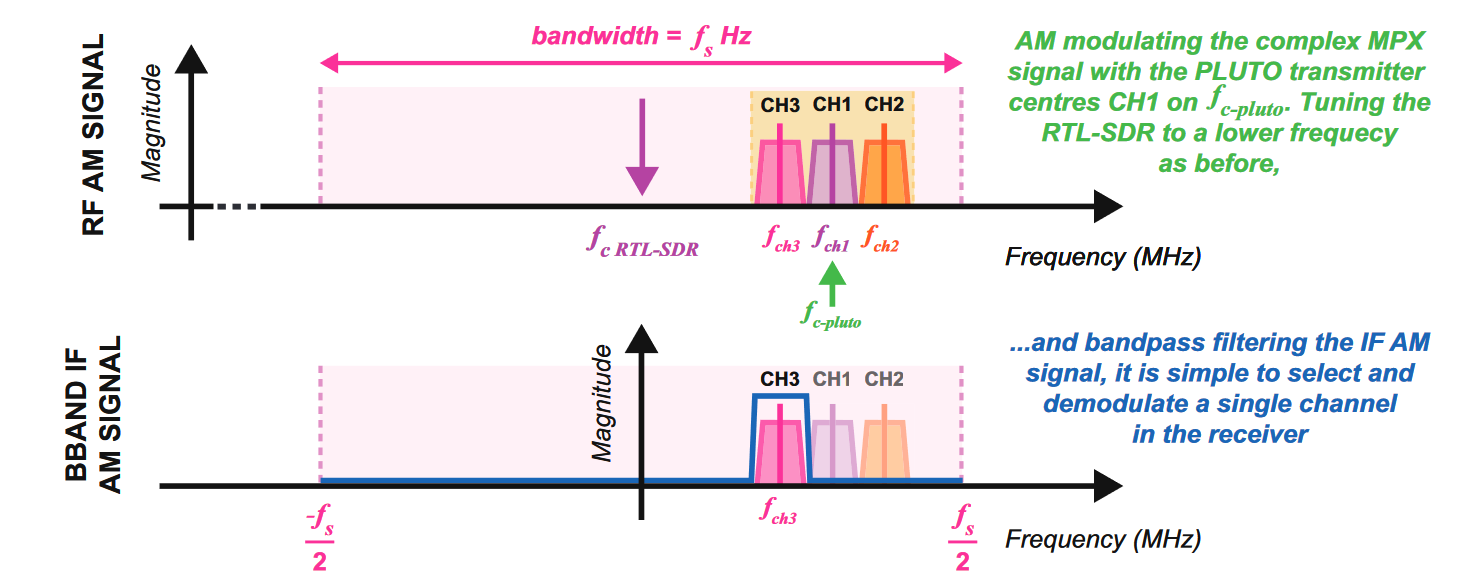 RF AM SIGNAL
Magnitude
bandwidth = fs Hz
CH3 CH1 CH2
fc RTL-SDR
fch3 fch1 fch2
fc-pluto
Frequency (MHz)
AM modulating the complex MPX
signal with the PLUTO transmitter
centres CH1 on fc-pluto. Tuning the
RTL-SDR to a lower frequecy
as before,
BBAND IF
AM SIGNAL
Magnitude
CH3 CH1 CH2
-fs
2
fch3
fs
2
Frequency (MHz)
...and bandpass filtering the IF AM
signal, it is simple to select and
demodulate a single channel
in the receiver